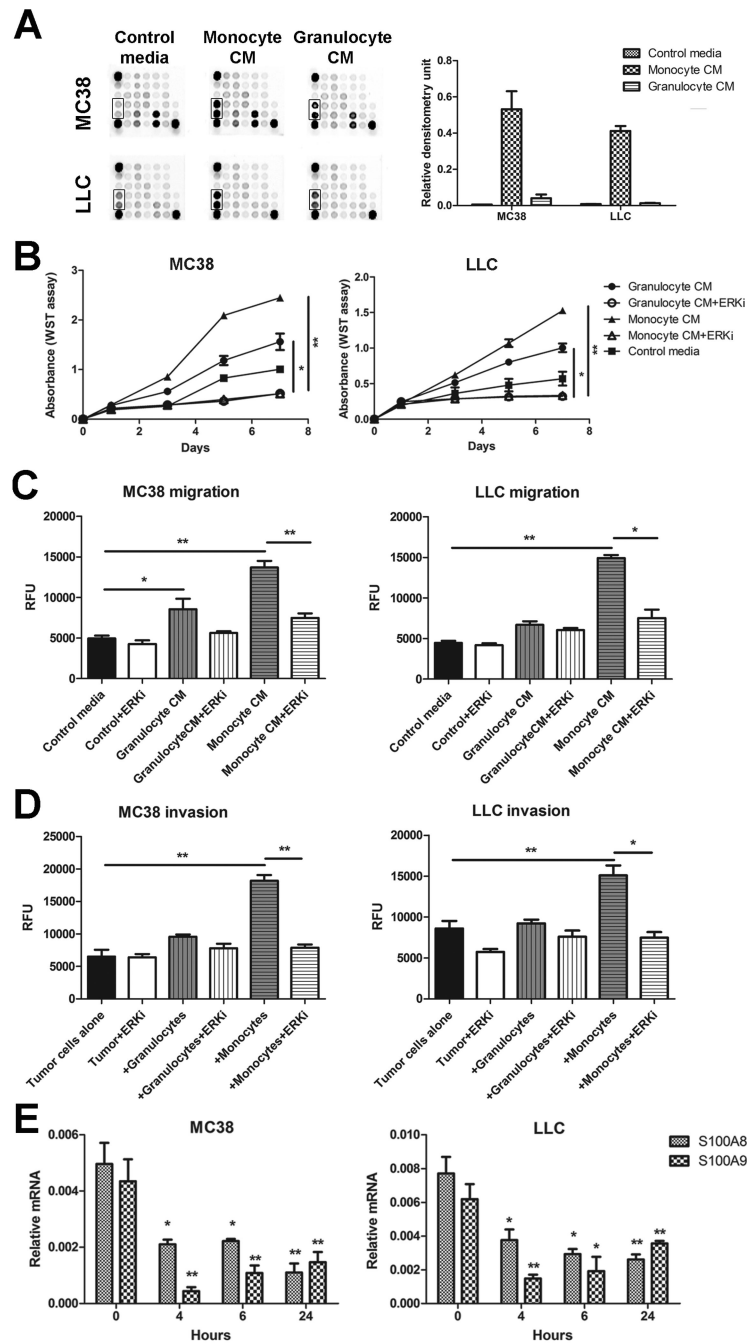 A
Control media
Monocyte CM
Granulocyte CM
MC38
LLC
Relative densitometry unit
0.8
0.6
0.4
0.2
0.0
MC38
LLC
Control media
Monocyte CM
Granulocyte CM
B
MC38
Absorbance (WST assay)
3
2
1
0
0
2
4
6
8
Days
*
**
LLC
Absorbance (WST assay)
2.0
1.5
1.0
0.5
0.0
0
2
4
6
8
Days
*
**
Granulocyte CM
Granulocyte CM+ERKi
Monocyte CM
Monocyte CM+ERKi
Control media
C
MC38 migration
RFU
20000
15000
10000
5000
0
*
**
**
Control media
Control+ERKi
Granulocyte CM
GranulocyteCM+ERKi
Monocyte CM
Monocyte CM+ERKi
LLC migration
RFU
20000
15000
10000
5000
0
**
*
Control media
Control+ERKi
Granulocyte CM
GranulocyteCM+ERKi
Monocyte CM
Monocyte CM+ERKi
D
MC38 invasion
RFU
25000
20000
15000
10000
5000
0
**
**
Tumor cells alone
Tumor+ERKi
+Granulocytes
+Granulocytes+ERKi
+Monocytes
+Monocytes+ERKi
LLC invasion
RFU
20000
15000
10000
5000
0
**
*
Tumor cells alone
Tumor+ERKi
+Granulocytes
+Granulocytes+ERKi
+Monocytes
+Monocytes+ERKi
E
MC38
Relative mRNA
0.006
0.004
0.002
0.000
*
**
*
**
**
**
0
4
6
24
Hours
LLC
Relative mRNA
0.010
0.008
0.006
0.004
0.002
0.000
*
**
*
*
**
**
0
4
6
24
Hours
S100A8
S100A9